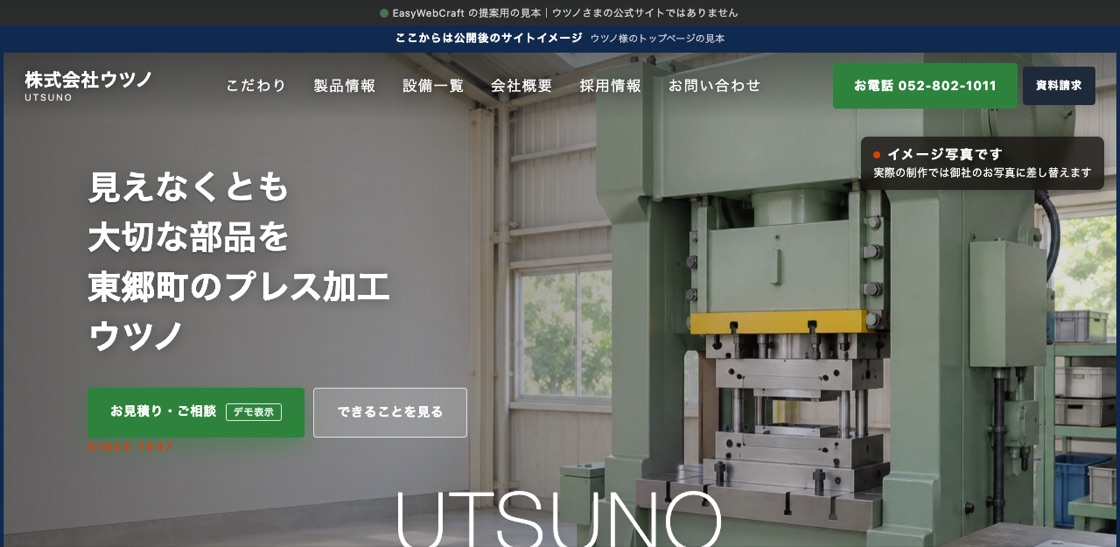 EasyWebCraft の提案用の見本｜ウツノさまの公式サイトではありません
ここからは公開後のサイトイメージ ウツノ様のトップページの見本
株式会社ウツノ
UTSUNO
こだわり 製品情報 設備一覧 会社概要 採用情報 お問い合わせ
お電話 052-802-1011
資料請求
イメージ写真です
実際の制作では御社のお写真に差し替えます
見えなくとも
大切な部品を
東郷町のプレス加工
ウツノ
お見積り・ご相談 デモ表示
できることを見る
SINCE 1947
UTSUNO